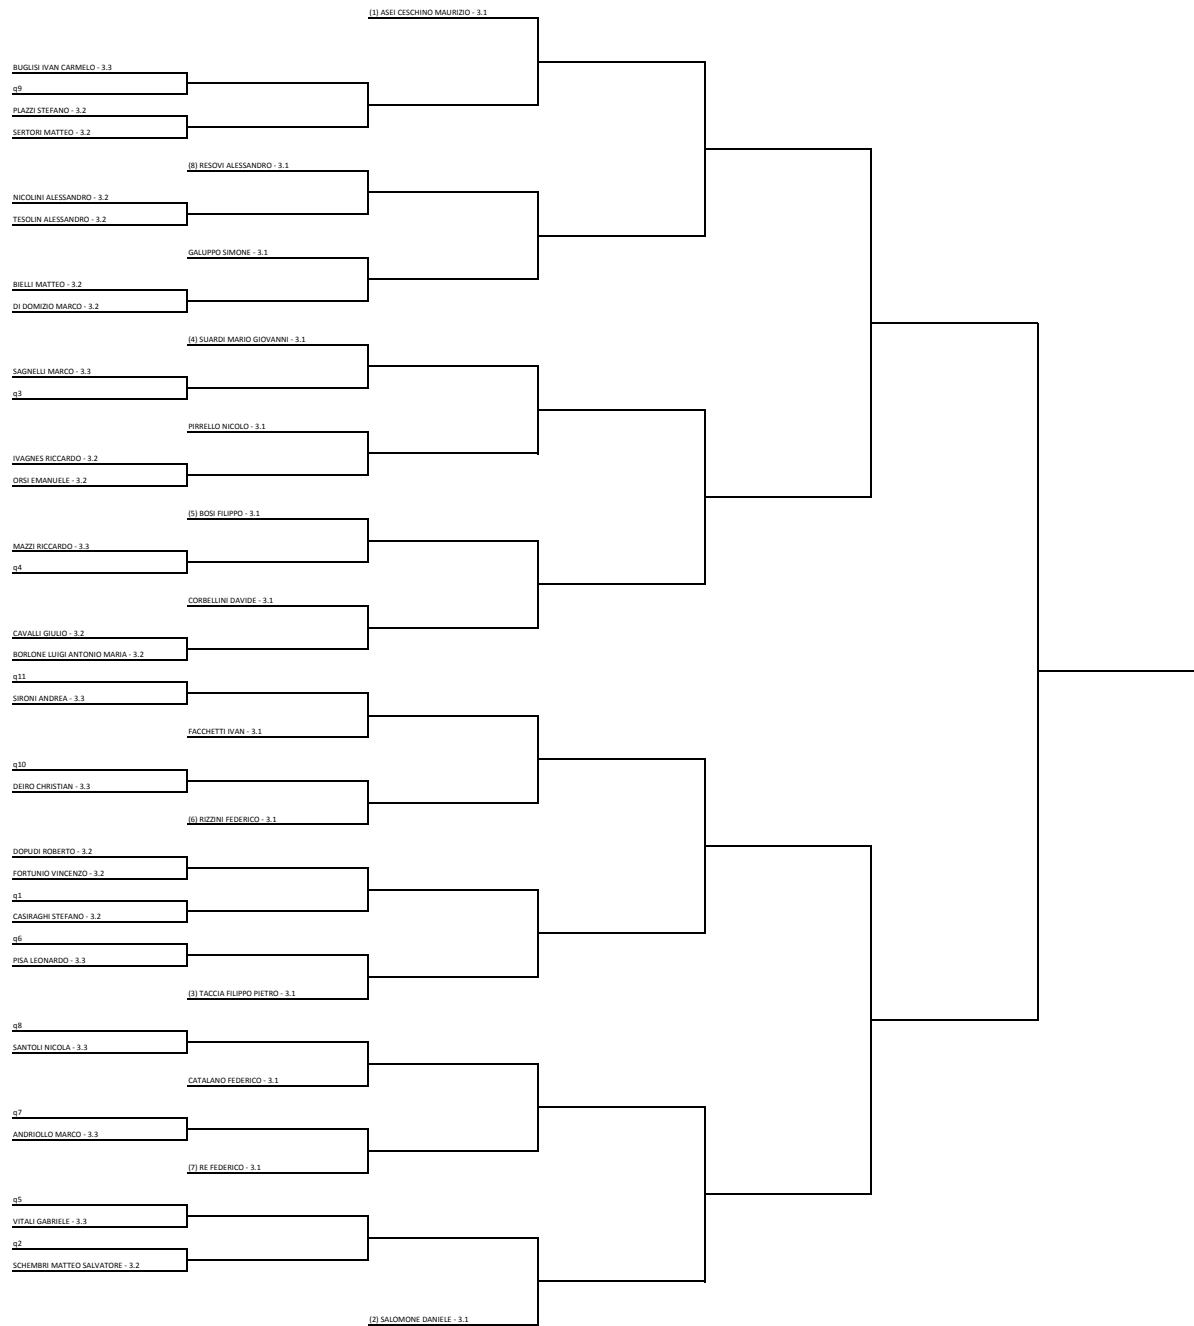 (1) ASEI CESCHINO MAURIZIO - 3.1
BUGLISI IVAN CARMELO - 3.3
q9
PLAZZI STEFANO - 3.2
SERTORI MATTEO - 3.2
(8) RESOVI ALESSANDRO - 3.1
NICOLINI ALESSANDRO - 3.2
TESOLIN ALESSANDRO - 3.2
GALUPPO SIMONE - 3.1
BIELLI MATTEO - 3.2
DI DOMIZIO MARCO - 3.2
(4) SUARDI MARIO GIOVANNI - 3.1
SAGNELLI MARCO - 3.3
q3
PIRRELLO NICOLO - 3.1
IVAGNES RICCARDO - 3.2
ORSI EMANUELE - 3.2
(5) BOSI FILIPPO - 3.1
MAZZI RICCARDO - 3.3
q4
CORBELLINI DAVIDE - 3.1
CAVALLI GIULIO - 3.2
BORLONE LUIGI ANTONIO MARIA - 3.2
q11
SIRONI ANDREA - 3.3
FACCHETTI IVAN - 3.1
q10
DEIRO CHRISTIAN - 3.3
(6) RIZZINI FEDERICO - 3.1
DOPUDI ROBERTO - 3.2
FORTUNIO VINCENZO - 3.2
q1
CASIRAGHI STEFANO - 3.2
q6
PISA LEONARDO - 3.3
(3) TACCIA FILIPPO PIETRO - 3.1
q8
SANTOLI NICOLA - 3.3
CATALANO FEDERICO - 3.1
q7
ANDRIOLLO MARCO - 3.3
(7) RE FEDERICO - 3.1
q5
VITALI GABRIELE - 3.3
q2
SCHEMBRI MATTEO SALVATORE - 3.2
(2) SALOMONE DANIELE - 3.1